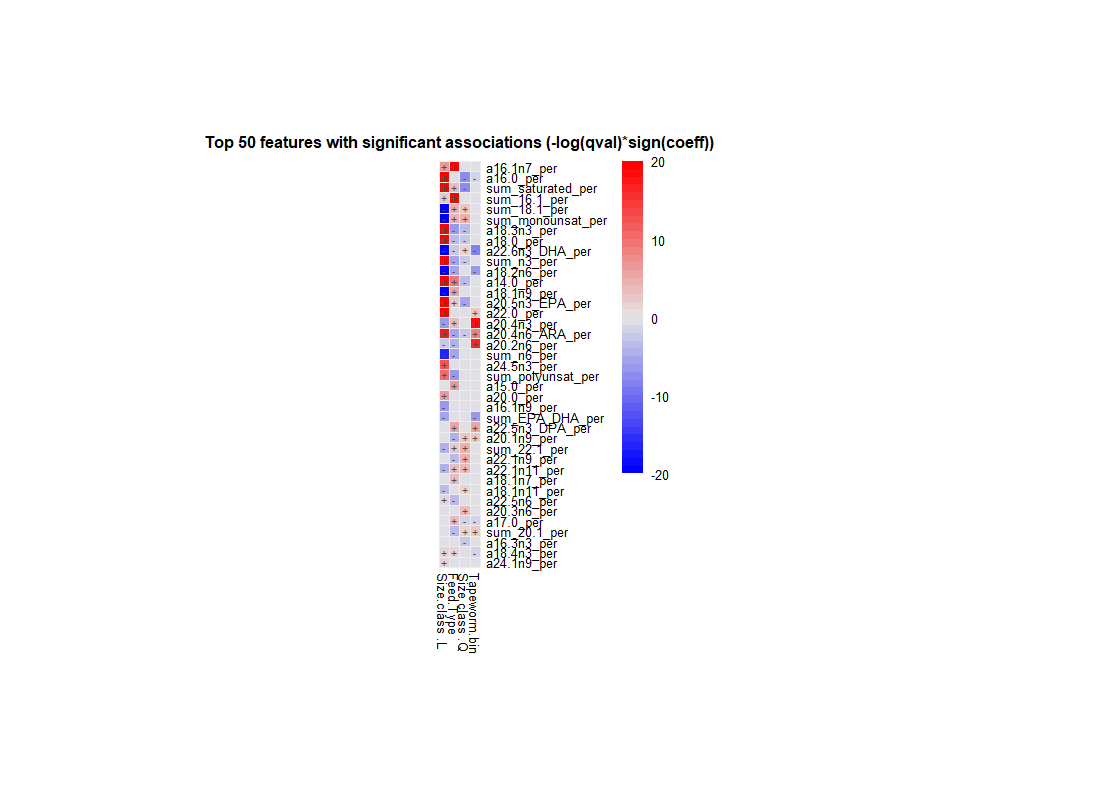 Top 50 features with significant associations (-log(qval)*sign(coeff))
a16.1n7_per
a16.0_per
sum_saturated_per
sum_16.1_per
sum_18.1_per
sum_monounsat_per
a18.3n3_per
a18.0_per
a22.6n3_DHA_per
sum_n3_per
a18.2n6_per
a14.0_per
a18.1n9_per
a20.5n3_EPA_per
a22.0_per
a20.4n3_per
a20.4n6_ARA_per
a20.2n6_per
sum_n6_per
a24.5n3_per
sum_polyunsat_per
a15.0_per
a20.0_per
a16.1n9_per
sum_EPA_DHA_per
a22.5n3_DPA_per
a20.1n9_per
sum_22.1_per
a22.1n9_per
a22.1n11_per
a18.1n7_per
a18.1n11_per
a22.5n6_per
a20.3n6_per
a17.0_per
sum_20.1_per
a16.3n3_per
a18.4n3_per
a24.1n9_per
Size.class .L
Feed.Type
Size.class .Q
Tapeworm.bin
20
10
0
-10
-20